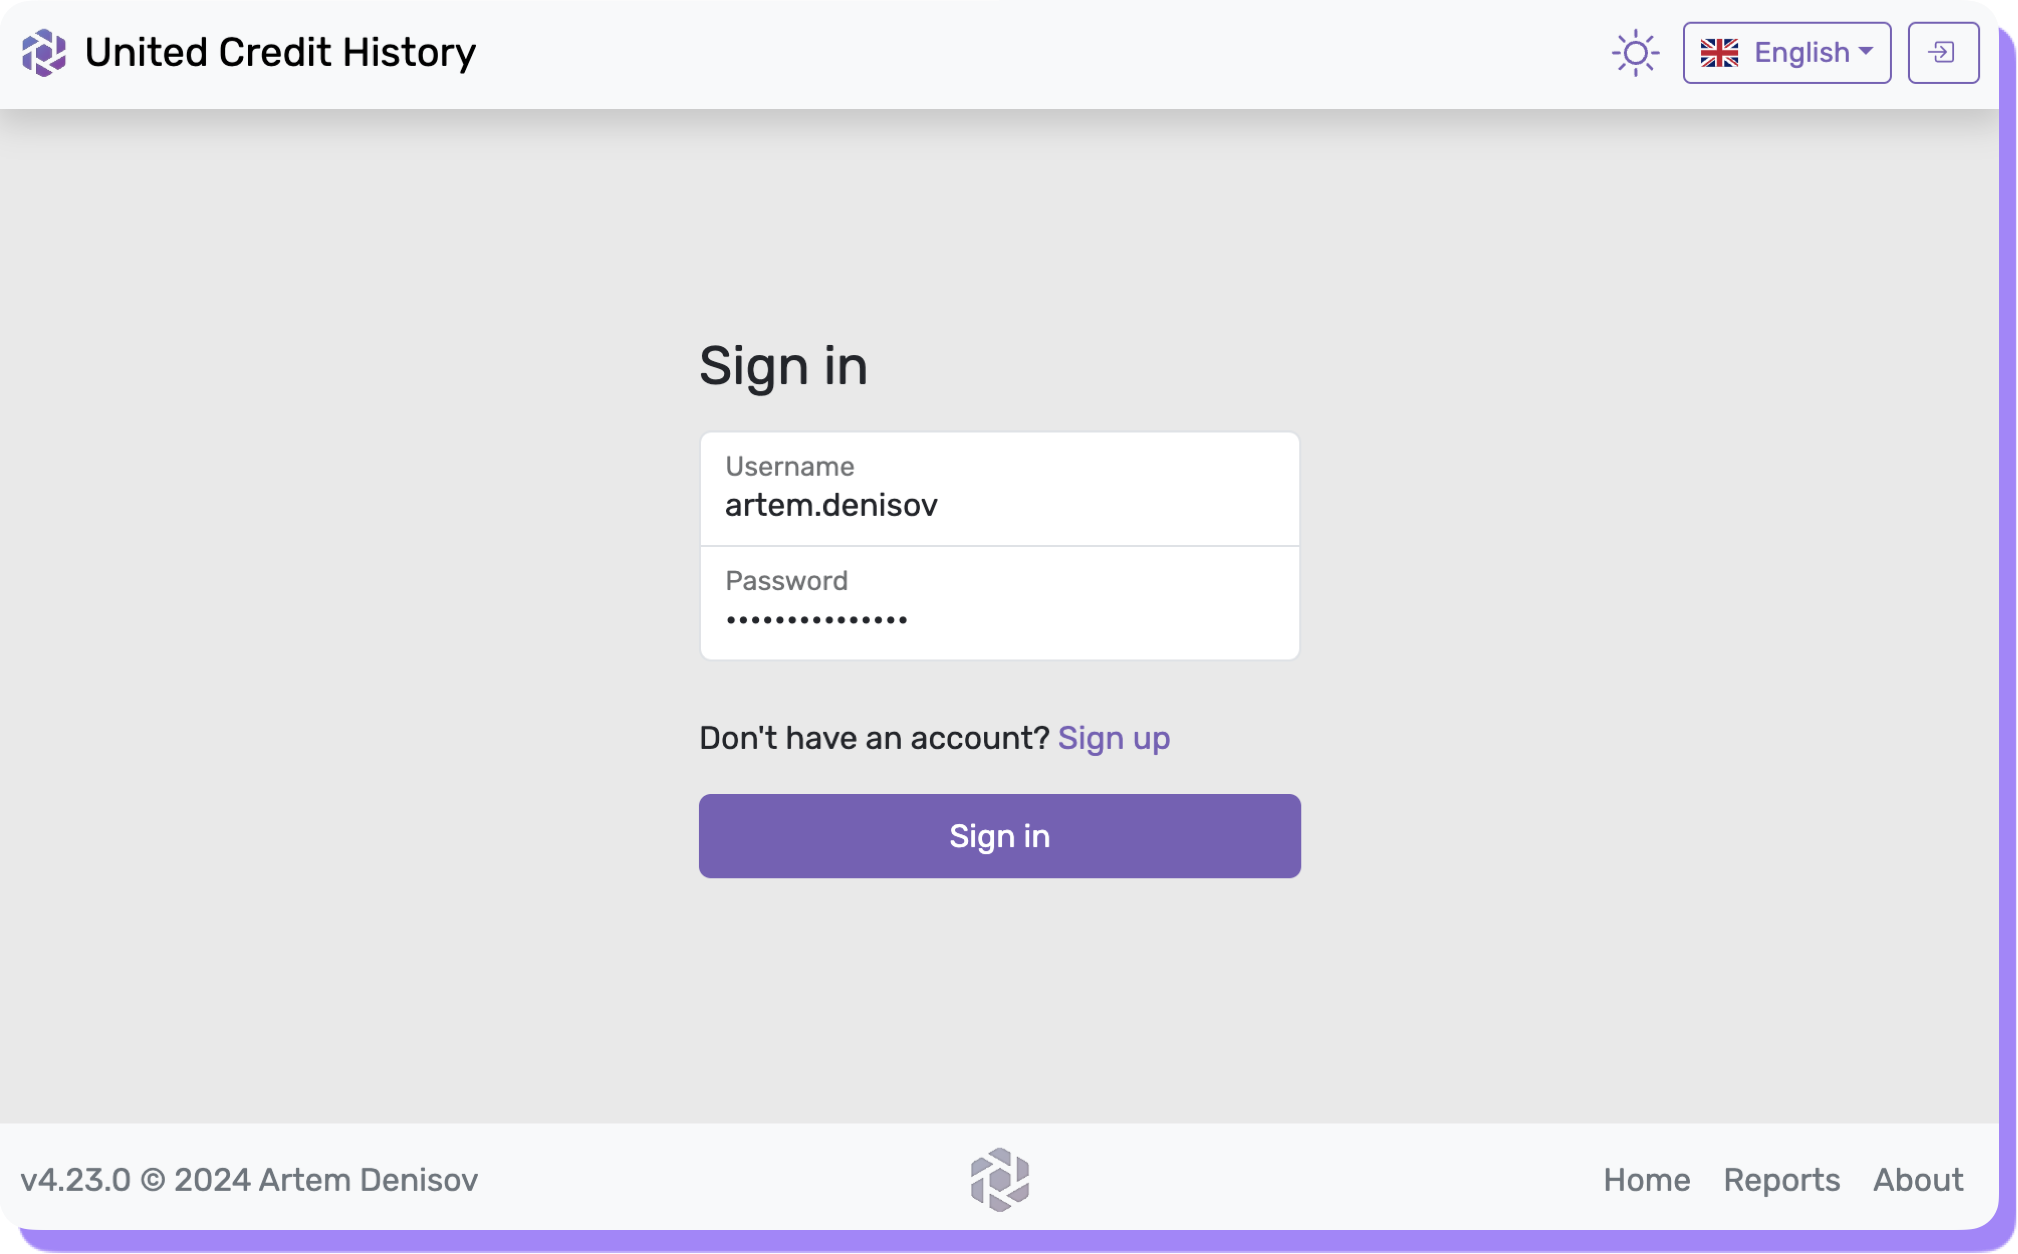 United Credit History
English
Sign in
Username
artem.denisov
Password
•••••••••••••••
Don't have an account? Sign up
Sign in
v4.23.0 © 2024 Artem Denisov
Home Reports About